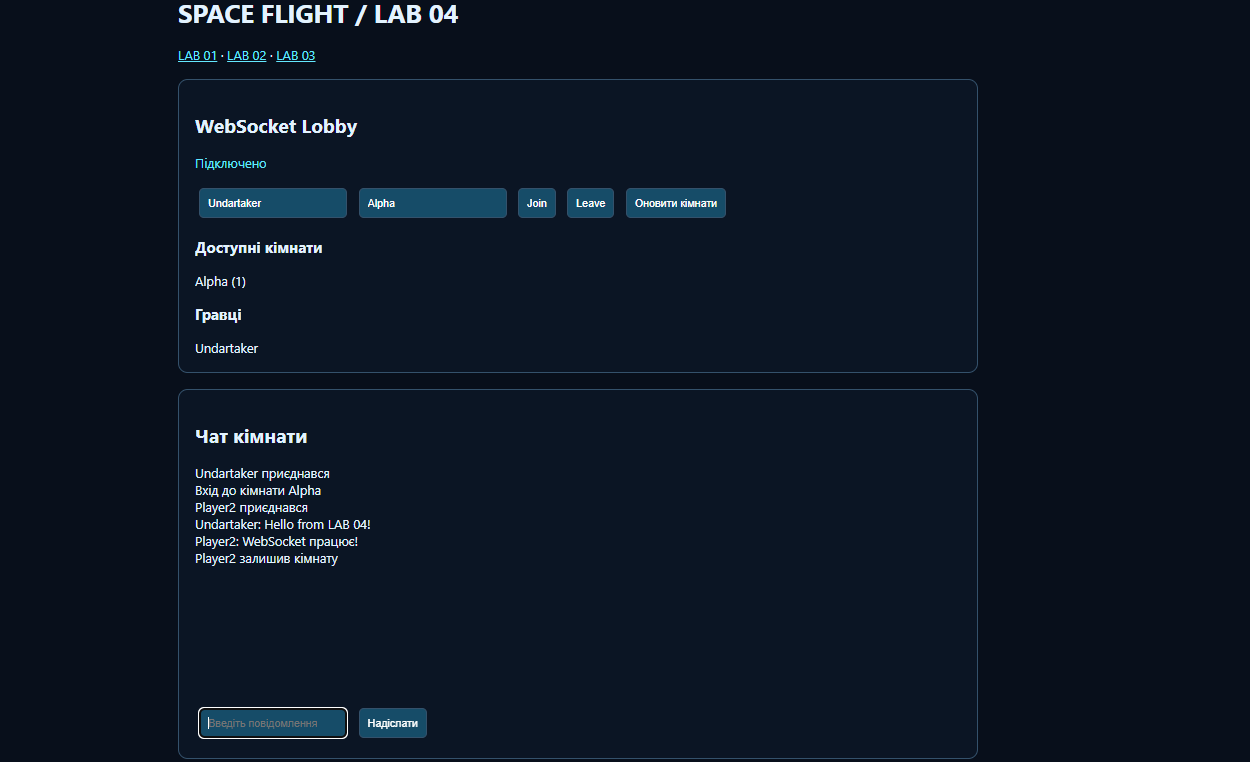 SPACE FLIGHT / LAB 04
LAB 01 · LAB 02 · LAB 03
WebSocket Lobby
Підключено
Undartaker Alpha Join Leave Оновити кімнати
Доступні кімнати
Alpha (1)
Гравці
Undartaker
Чат кімнати
Undartaker приєднався
Вхід до кімнати Alpha
Player2 приєднався
Undartaker: Hello from LAB 04!
Player2: WebSocket працює!
Player2 залишив кімнату
Введіть повідомлення Надіслати